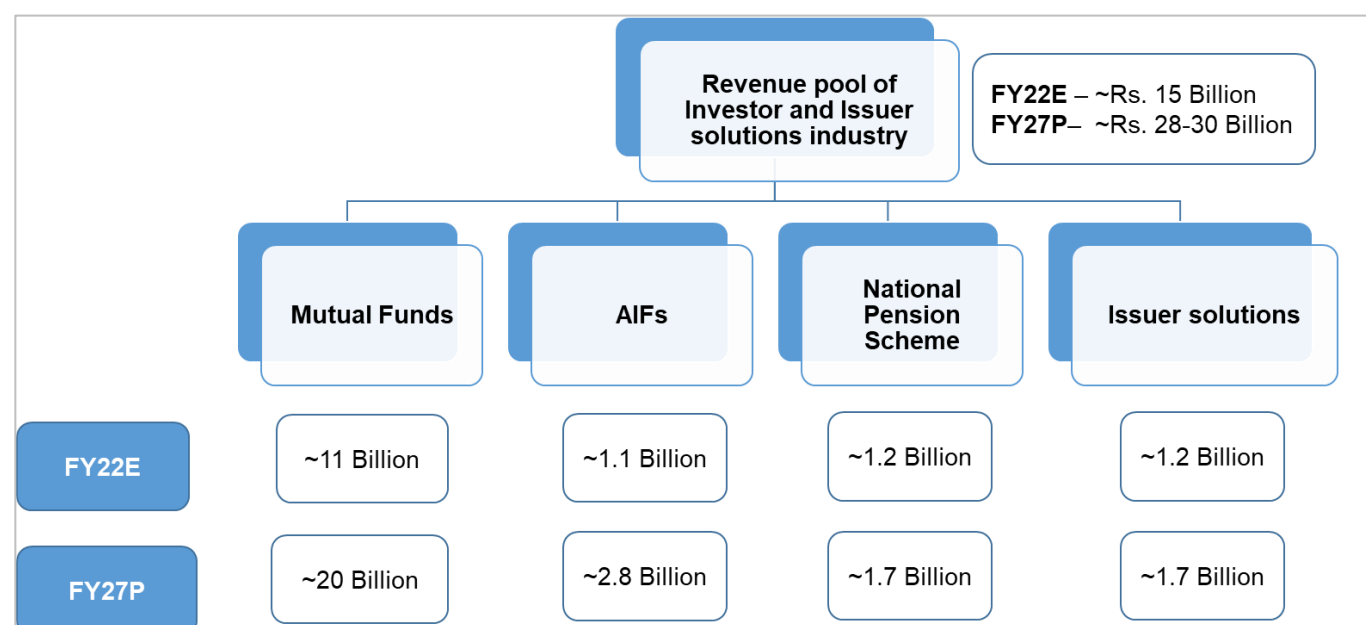 Revenue pool of
Investor and Issuer
solutions industry
FY22E – ~Rs. 15 Billion
FY27P– ~Rs. 28-30 Billion
Mutual Funds
AIFs
National
Pension
Scheme
Issuer solutions
FY22E
~11 Billion
~1.1 Billion
~1.2 Billion
~1.2 Billion
FY27P
~20 Billion
~2.8 Billion
~1.7 Billion
~1.7 Billion